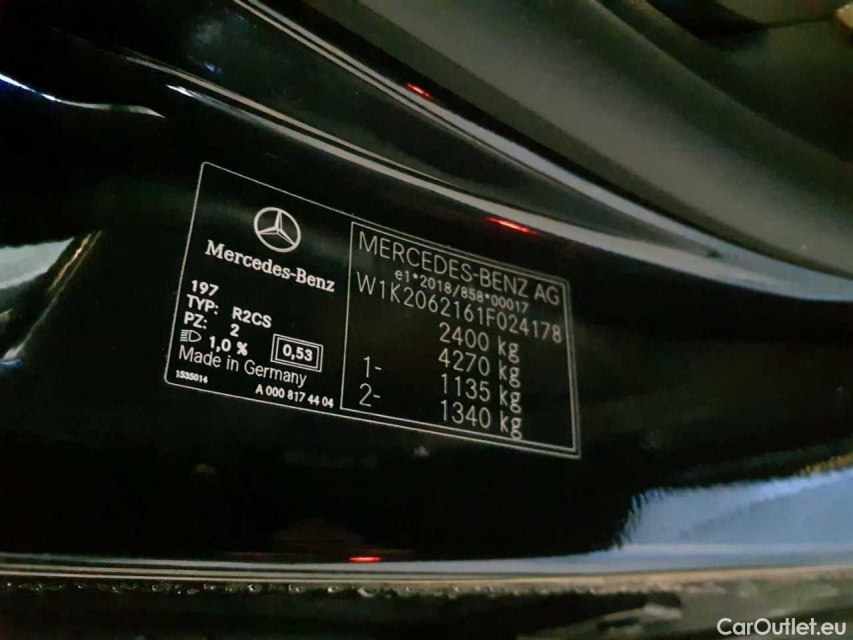 Mercedes-Benz
197
TYP: R2CS
PZ: 2
1,0 % 0,53
Made in Germany
1535014 A 000 817 44 04
MERCEDES-BENZ AG
e1*2018/858*00017
W1K2062161F024178
2400 kg
4270 kg
1- 1135 kg
2- 1340 kg
CarOutlet.eu